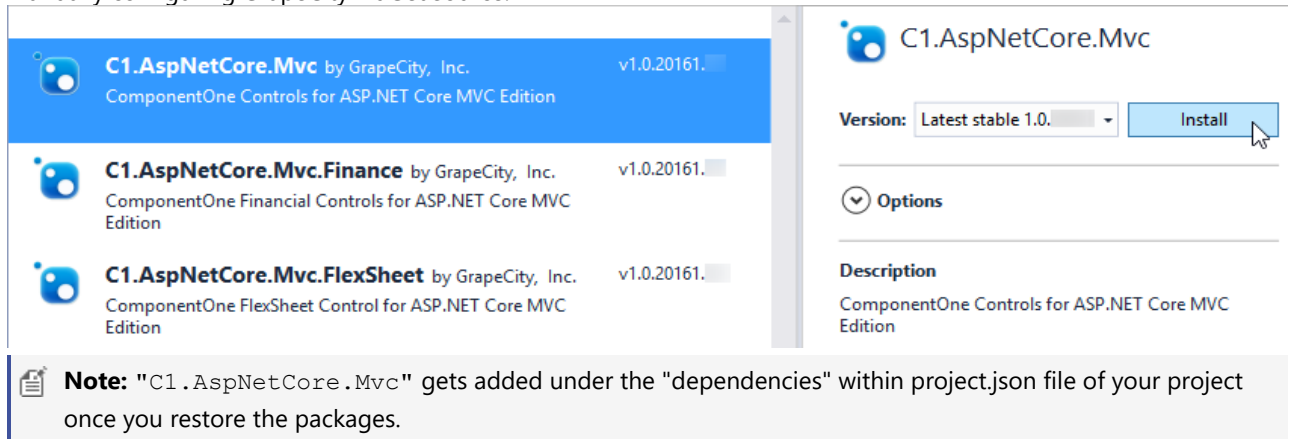 C1.AspNetCore.Mvc by GrapeCity, Inc. v1.0.20161.
ComponentOne Controls for ASP.NET Core MVC Edition
C1.AspNetCore.Mvc.Finance by GrapeCity, Inc. v1.0.20161.
ComponentOne Financial Controls for ASP.NET Core MVC
Edition
C1.AspNetCore.Mvc.FlexSheet by GrapeCity, Inc. v1.0.20161.
ComponentOne FlexSheet Control for ASP.NET Core MVC
Edition
C1.AspNetCore.Mvc
Version: Latest stable 1.0. Install
Options
Description
ComponentOne Controls for ASP.NET Core MVC
Edition
Note: "C1.AspNetCore.Mvc" gets added under the "dependencies" within project.json file of your project
once you restore the packages.